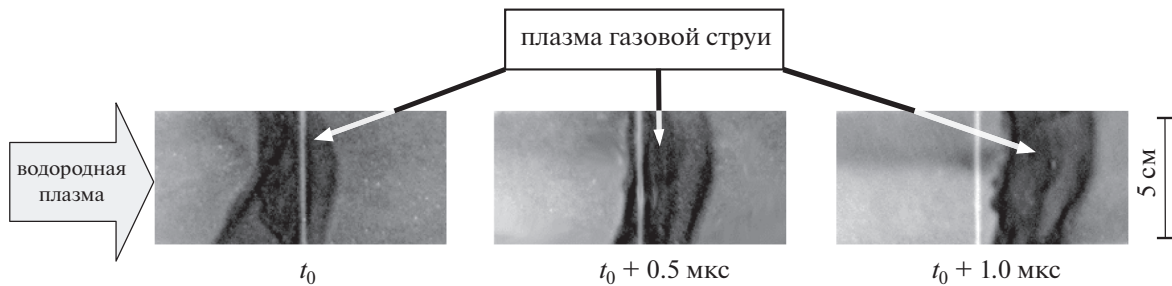 плазма газовой струи
водородная
плазма
5 см
t₀
t₀ + 0.5 мкс
t₀ + 1.0 мкс